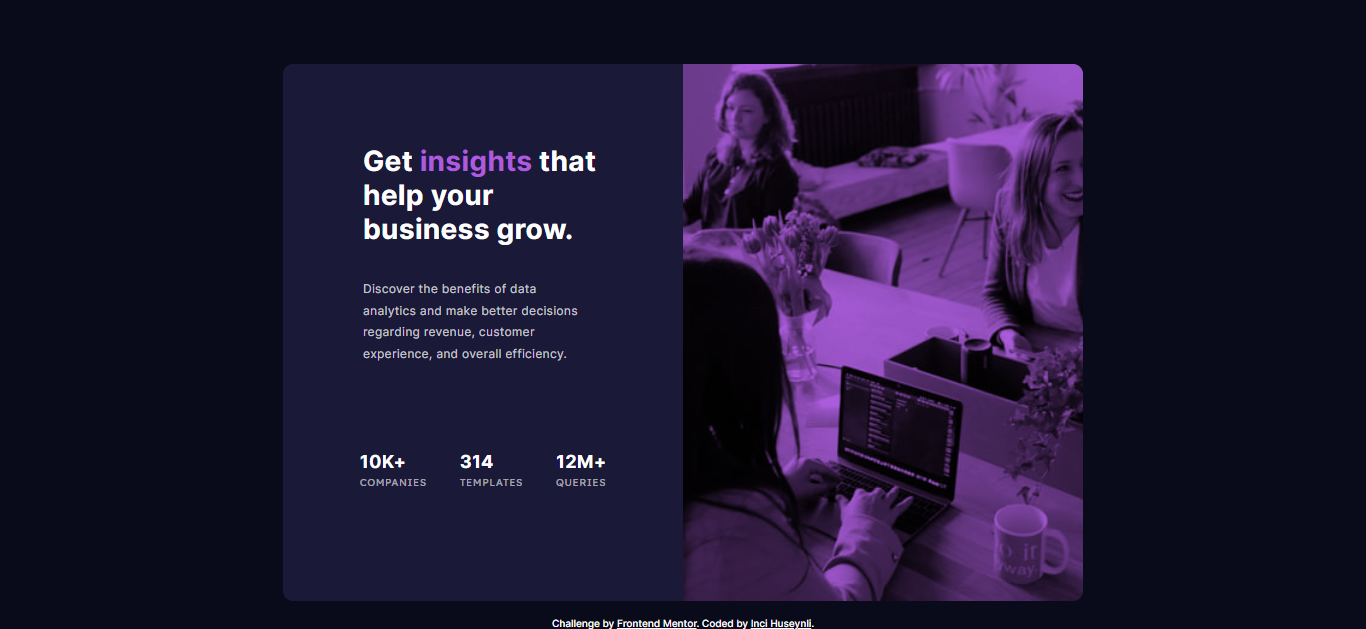 Get insights that
help your
business grow.
Discover the benefits of data
analytics and make better decisions
regarding revenue, customer
experience, and overall efficiency.
10K+ 314 12M+
COMPANIES TEMPLATES QUERIES
Challenge by Frontend Mentor. Coded by Inci Huseynli.